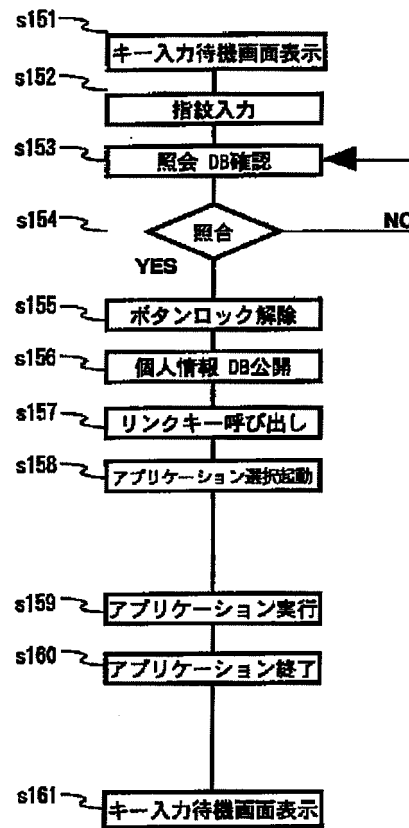 s151
キー入力待機画面表示
s152
指紋入力
s153
照会 DB確認
s154
照合
NO
YES
s155
ボタンロック解除
s156
個人情報 DB公開
s157
リンクキー呼び出し
s158
アプリケーション選択起動
s159
アプリケーション実行
s160
アプリケーション終了
s161
キー入力待機画面表示